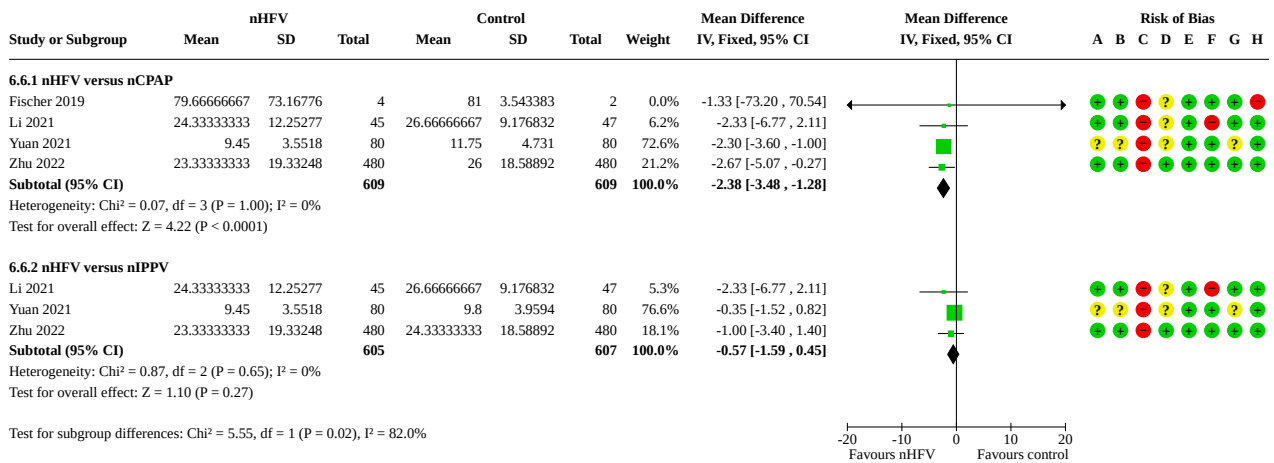 nHFV Control Mean Difference Mean Difference Risk of Bias
Study or Subgroup Mean SD Total Mean SD Total Weight IV, Fixed, 95% CI IV, Fixed, 95% CI A B C D E F G H
6.6.1 nHFV versus nCPAP
Fischer 2019 79.66666667 73.16776 4 81 3.543383 2 0.0% -1.33 [-73.20 , 70.54] + + − ? + + + −
Li 2021 24.33333333 12.25277 45 26.66666667 9.176832 47 6.2% -2.33 [-6.77 , 2.11] + + − ? + − + +
Yuan 2021 9.45 3.5518 80 11.75 4.731 80 72.6% -2.30 [-3.60 , -1.00] ? ? − ? + + ? +
Zhu 2022 23.33333333 19.33248 480 26 18.58892 480 21.2% -2.67 [-5.07 , -0.27] + + − + + + + +
Subtotal (95% CI) 609 609 100.0% -2.38 [-3.48 , -1.28]
Heterogeneity: Chi² = 0.07, df = 3 (P = 1.00); I² = 0%
Test for overall effect: Z = 4.22 (P < 0.0001)
6.6.2 nHFV versus nIPPV
Li 2021 24.33333333 12.25277 45 26.66666667 9.176832 47 5.3% -2.33 [-6.77 , 2.11] + + − ? + − + +
Yuan 2021 9.45 3.5518 80 9.8 3.9594 80 76.6% -0.35 [-1.52 , 0.82] ? ? − ? + + ? +
Zhu 2022 23.33333333 19.33248 480 24.33333333 18.58892 480 18.1% -1.00 [-3.40 , 1.40] + + − + + + + +
Subtotal (95% CI) 605 607 100.0% -0.57 [-1.59 , 0.45]
Heterogeneity: Chi² = 0.87, df = 2 (P = 0.65); I² = 0%
Test for overall effect: Z = 1.10 (P = 0.27)
Test for subgroup differences: Chi² = 5.55, df = 1 (P = 0.02), I² = 82.0%
-20 -10 0 10 20
Favours nHFV Favours control